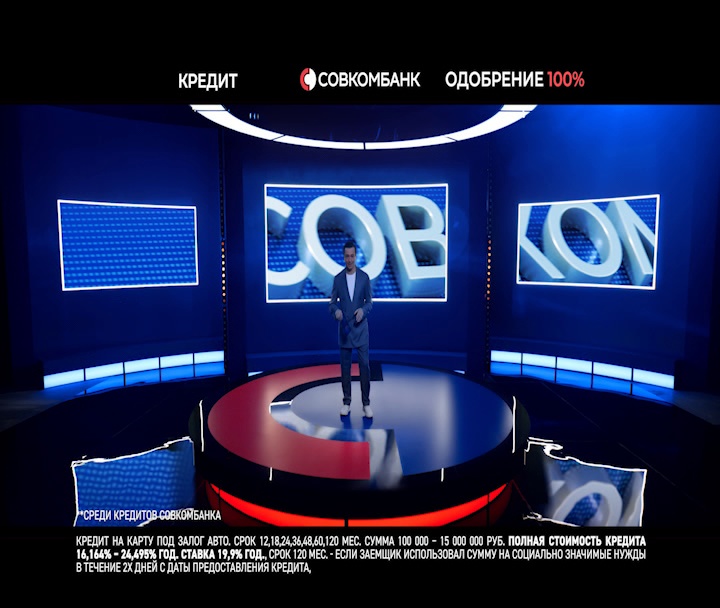 КРЕДИТ СОВКОМБАНК ОДОБРЕНИЕ 100%
СОВ КОМ
**СРЕДИ КРЕДИТОВ СОВКОМБАНКА
КРЕДИТ НА КАРТУ ПОД ЗАЛОГ АВТО. СРОК 12,18,24,36,48,60,120 МЕС. СУММА 100 000 – 15 000 000 РУБ. ПОЛНАЯ СТОИМОСТЬ КРЕДИТА
16,164% – 24,495% ГОД. СТАВКА 19,9% ГОД., СРОК 120 МЕС. - ЕСЛИ ЗАЕМЩИК ИСПОЛЬЗОВАЛ СУММУ НА СОЦИАЛЬНО ЗНАЧИМЫЕ НУЖДЫ
В ТЕЧЕНИЕ 2Х ДНЕЙ С ДАТЫ ПРЕДОСТАВЛЕНИЯ КРЕДИТА,